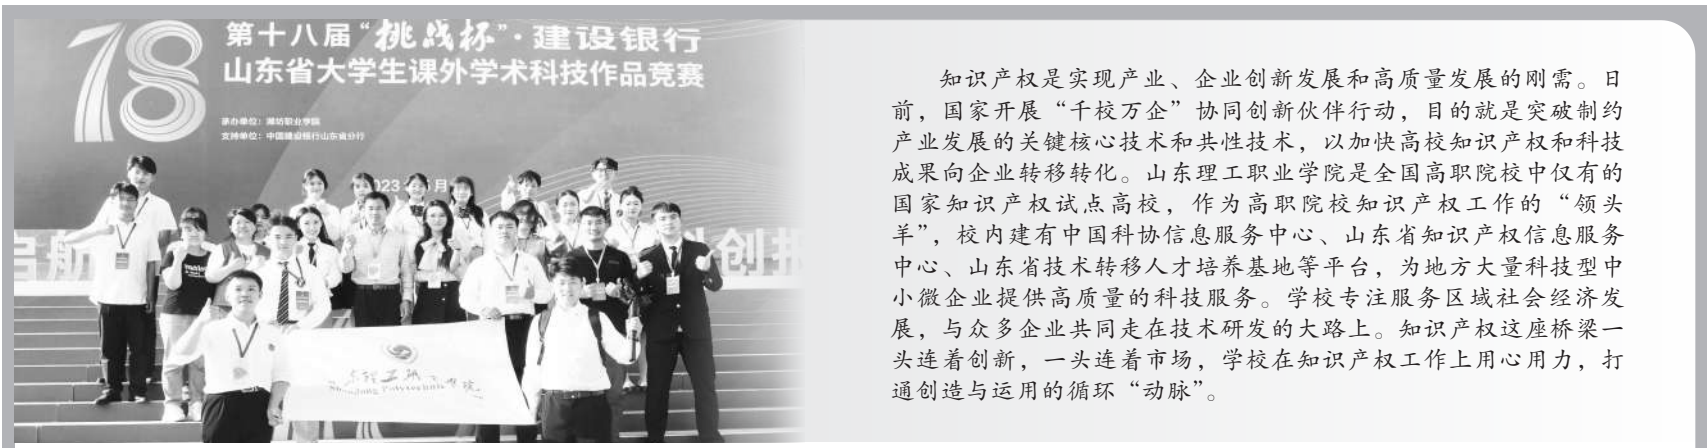 18
第十八届“挑战杯”·建设银行
山东省大学生课外学术科技作品竞赛
承办单位：潍坊职业学院
支持单位：中国建设银行山东省分行
启航
科创报
Shandong Polytechnic
知识产权是实现产业、企业创新发展和高质量发展的刚需。日
前，国家开展“千校万企”协同创新伙伴行动，目的就是突破制约
产业发展的关键核心技术和共性技术，以加快高校知识产权和科技
成果向企业转移转化。山东理工职业学院是全国高职院校中仅有的
国家知识产权试点高校，作为高职院校知识产权工作的“领头
羊”，校内建有中国科协信息服务中心、山东省知识产权信息服务
中心、山东省技术转移人才培养基地等平台，为地方大量科技型中
小微企业提供高质量的科技服务。学校专注服务区域社会经济发
展，与众多企业共同走在技术研发的大路上。知识产权这座桥梁一
头连着创新，一头连着市场，学校在知识产权工作上用心用力，打
通创造与运用的循环“动脉”。